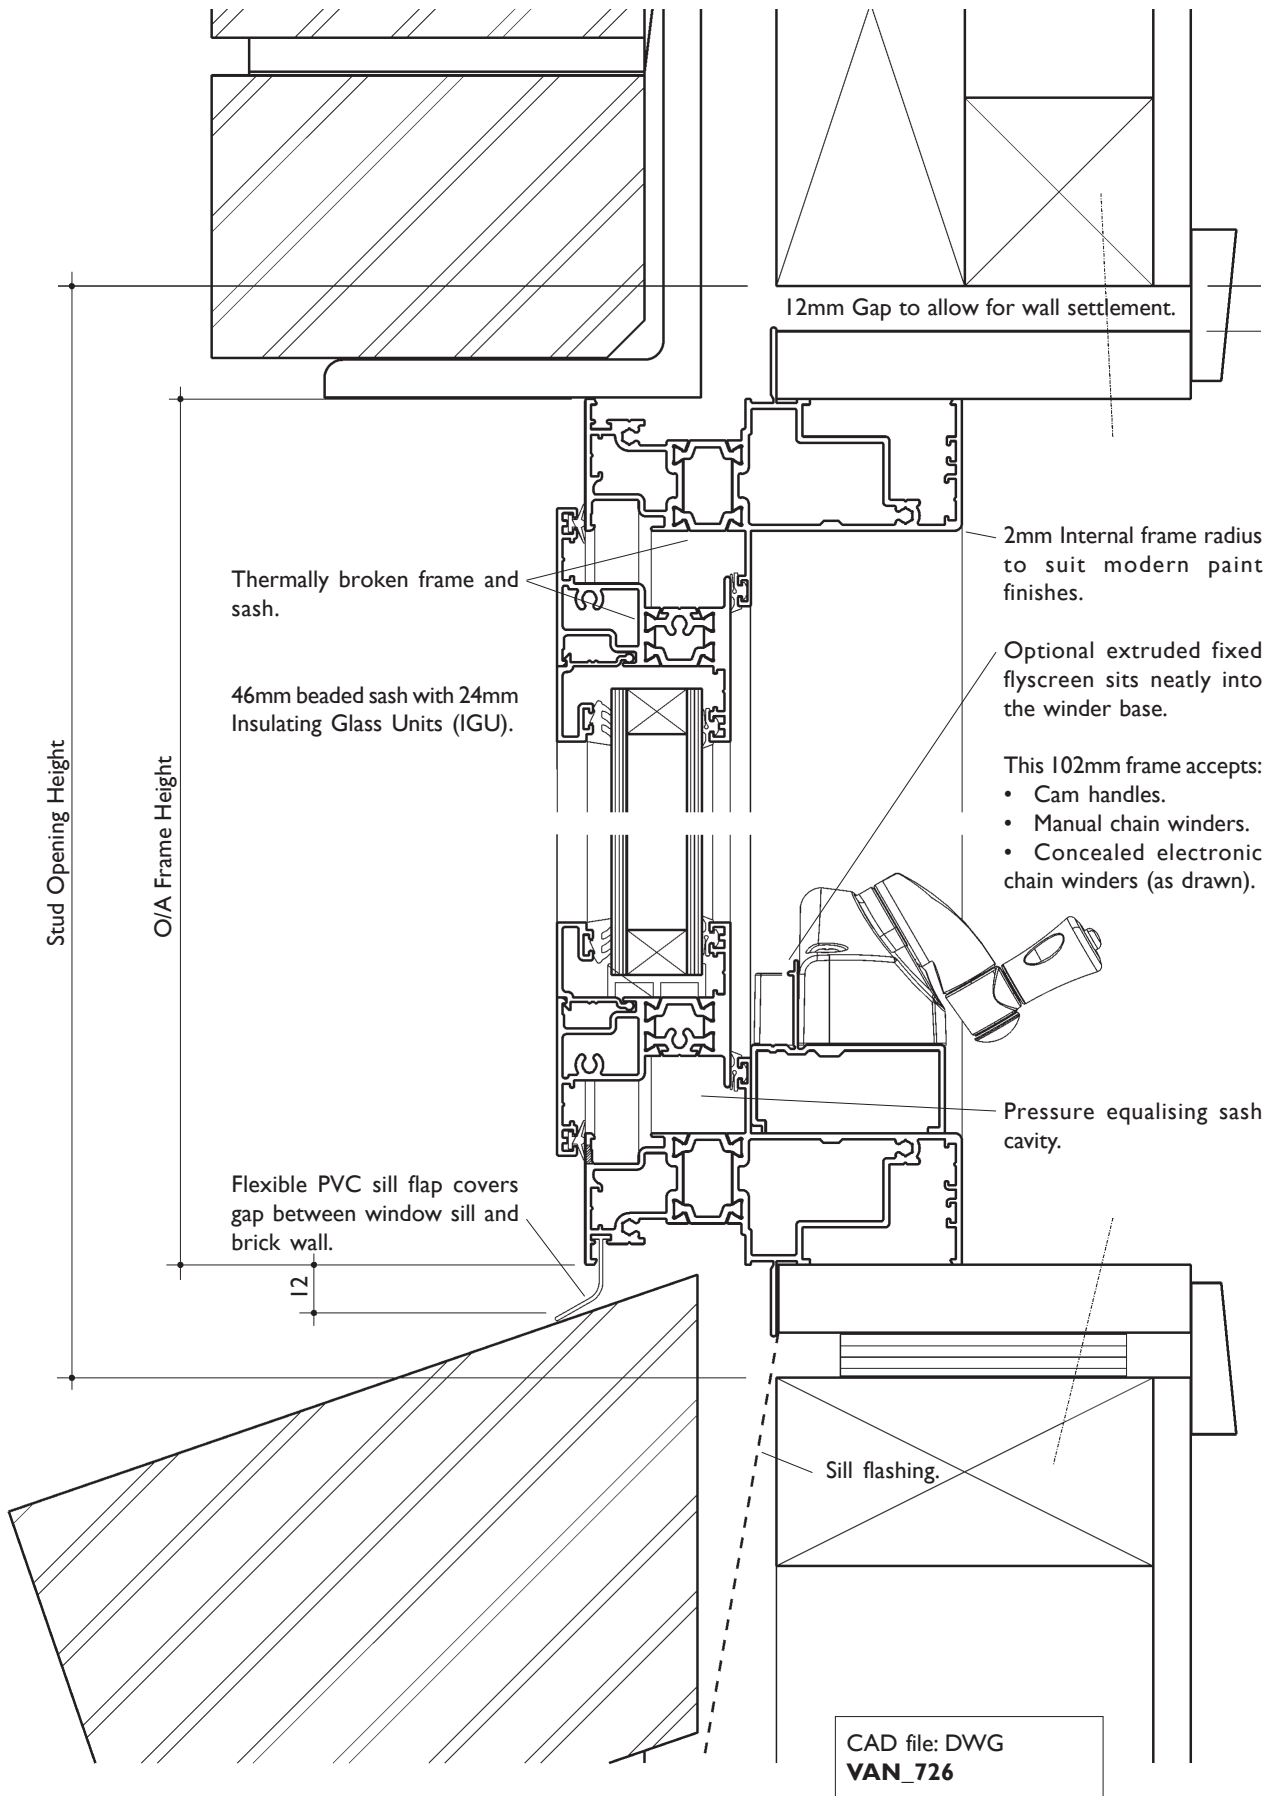 12mm Gap to allow for wall settlement.
2mm Internal frame radius
to suit modern paint
finishes.
Thermally broken frame and
sash.
Optional extruded fixed
flyscreen sits neatly into
the winder base.
46mm beaded sash with 24mm
Insulating Glass Units (IGU).
Stud Opening Height
O/A Frame Height
This 102mm frame accepts:
• Cam handles.
• Manual chain winders.
• Concealed electronic
chain winders (as drawn).
Pressure equalising sash
cavity.
Flexible PVC sill flap covers
gap between window sill and
brick wall.
12
Sill flashing.
CAD file: DWG
VAN_726